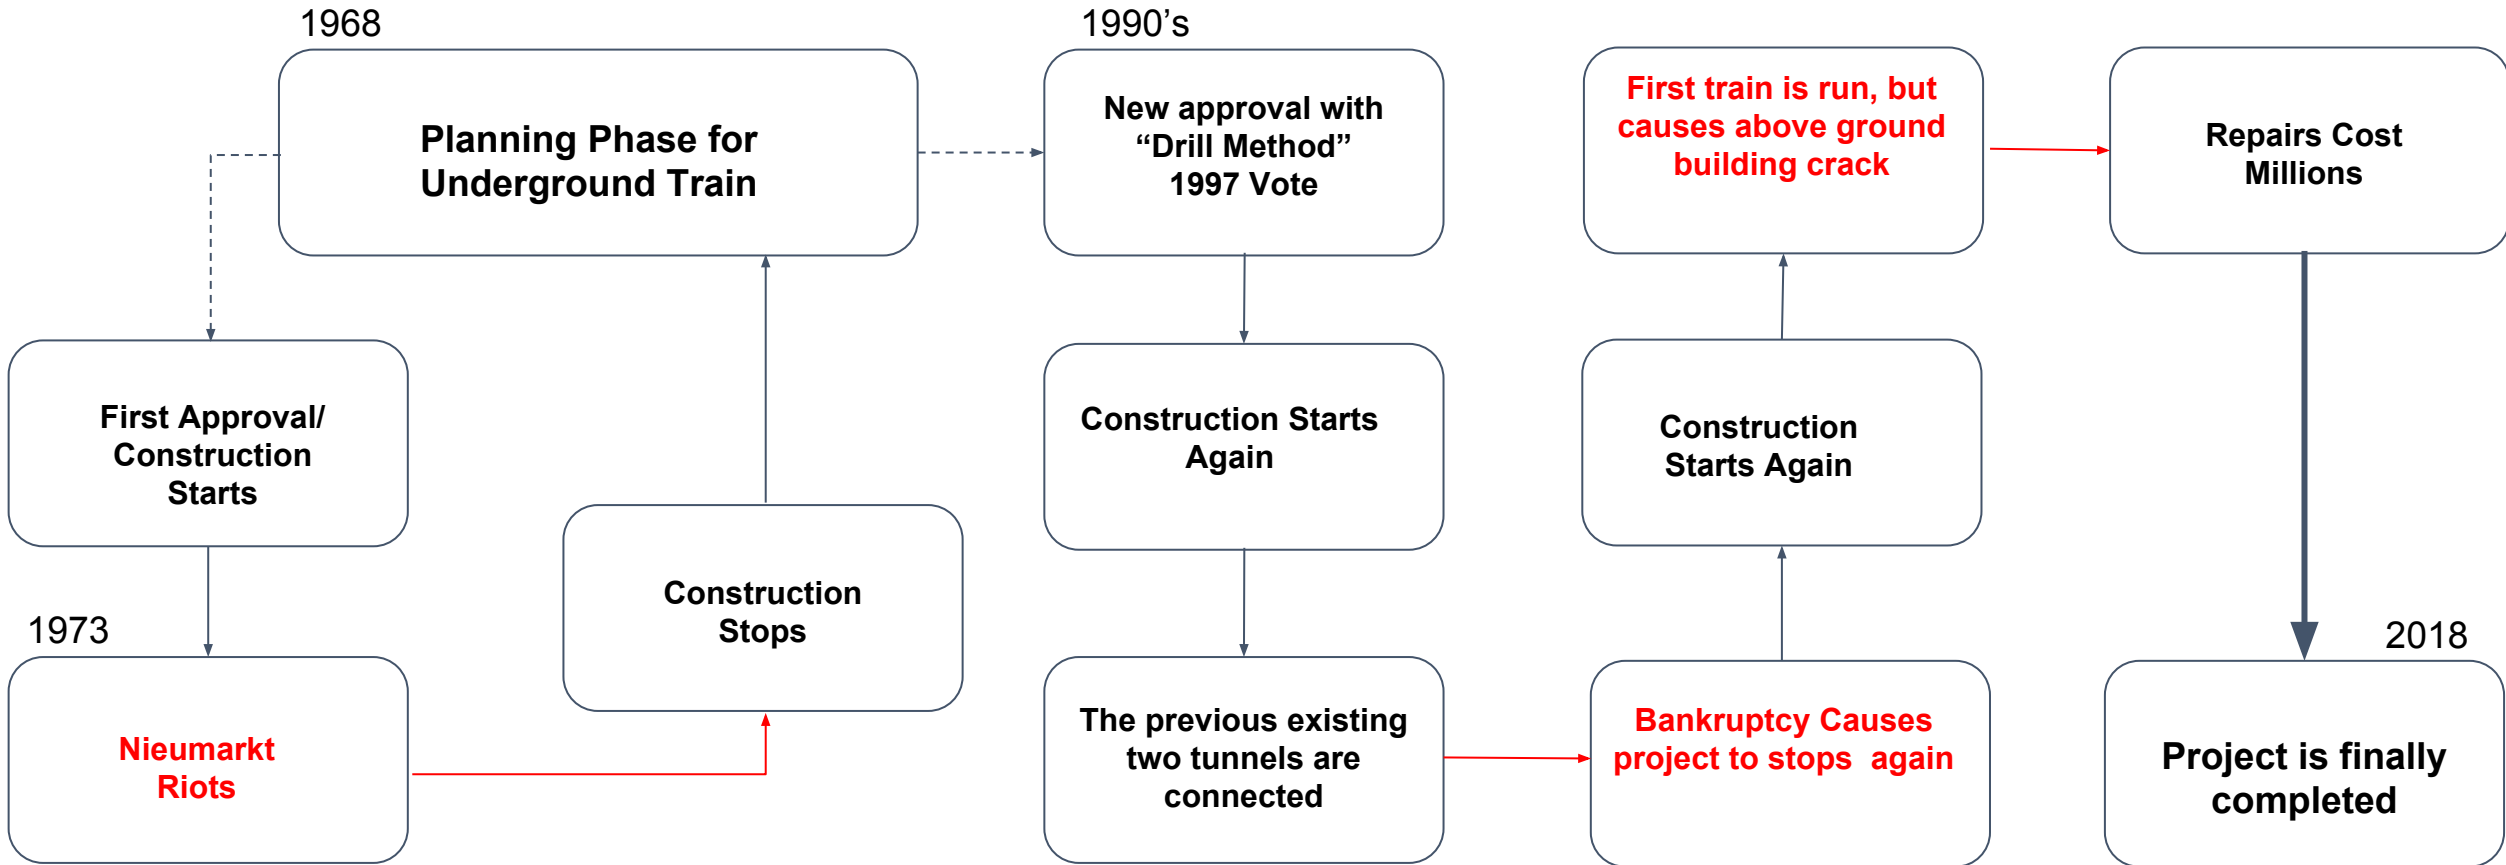 1968
Planning Phase for
Underground Train
First Approval/
Construction
Starts
1973
Nieumarkt
Riots
Construction
Stops
1990’s
New approval with
“Drill Method”
1997 Vote
Construction Starts
Again
The previous existing
two tunnels are
connected
Bankruptcy Causes
project to stops  again
Construction
Starts Again
First train is run, but
causes above ground
building crack
Repairs Cost
Millions
2018
Project is finally
completed